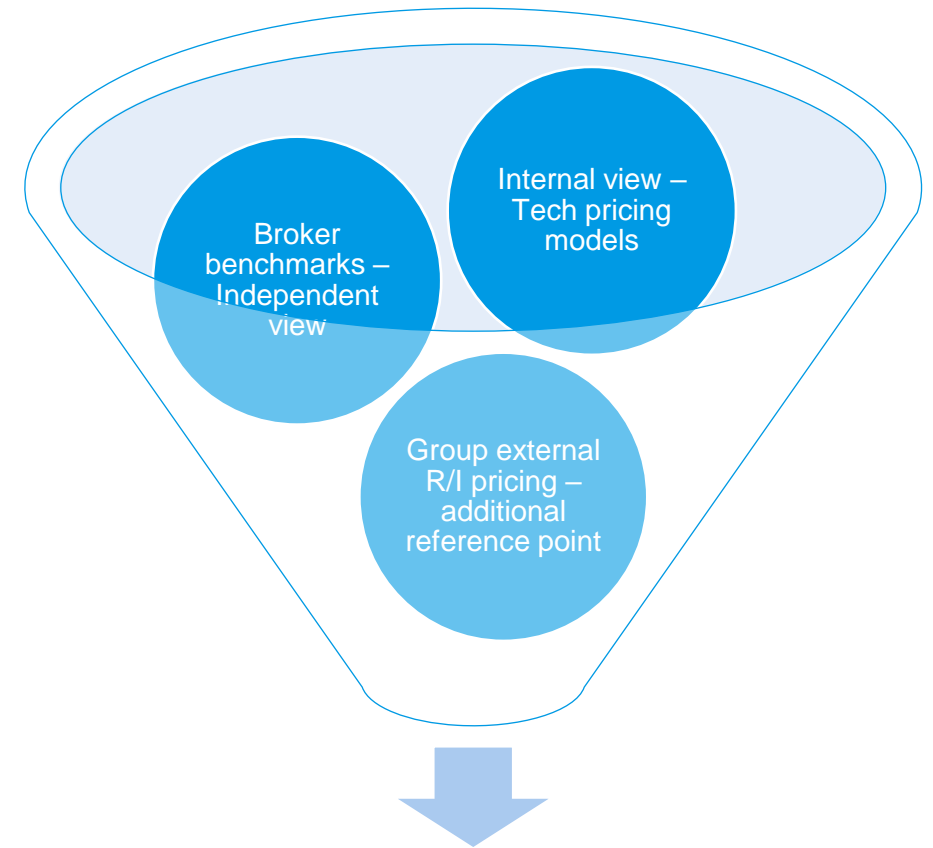 Internal view –
Tech pricing
models
Broker
benchmarks –
Independent
view
Group external
R/I pricing –
additional
reference point